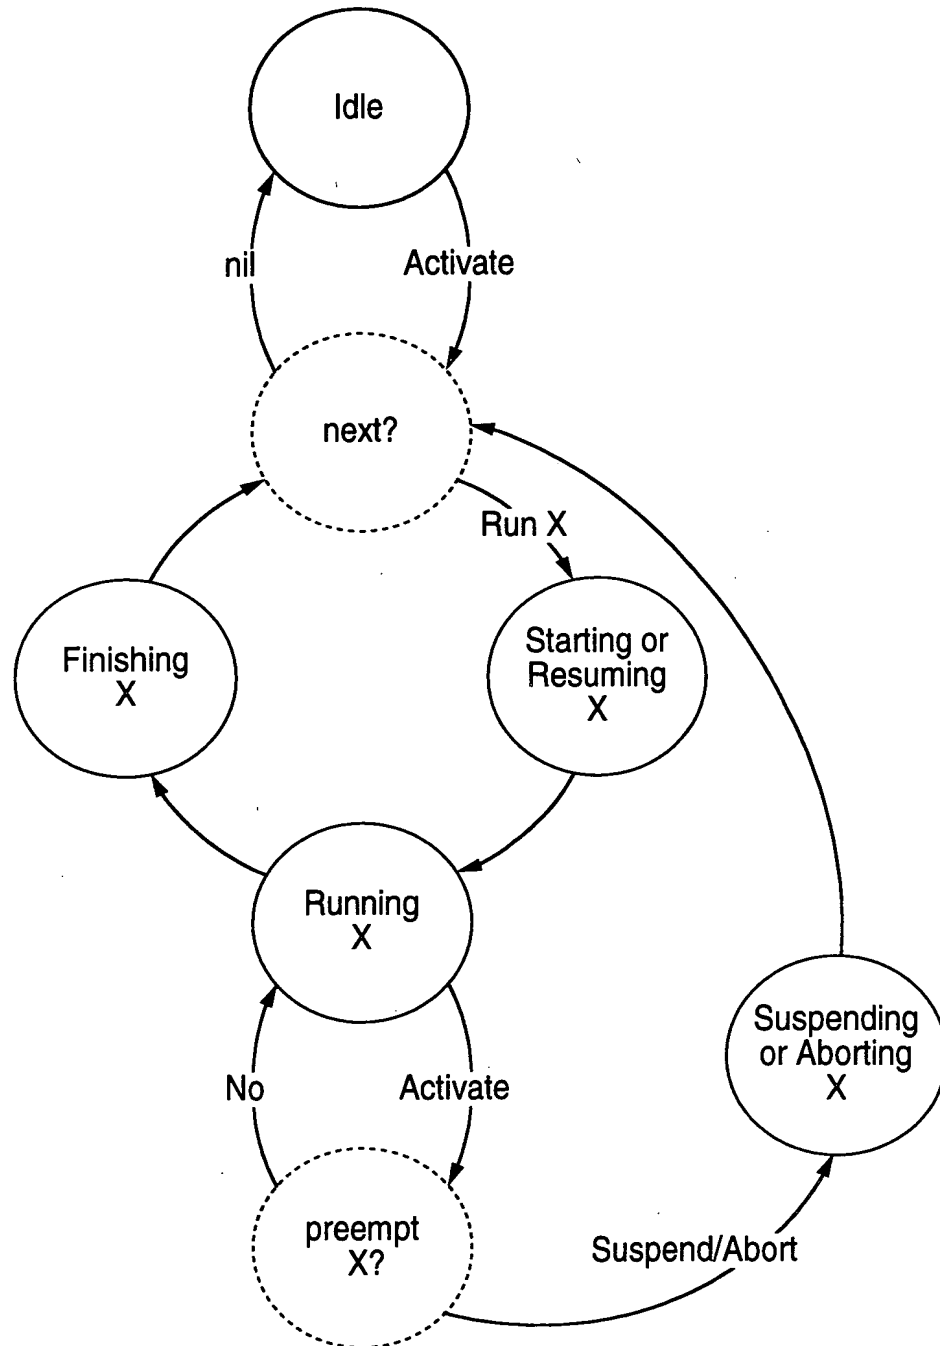 Idle
nil
Activate
next?
Run X
Finishing
X
Starting or
Resuming
X
Running
X
Suspending
or Aborting
X
No
Activate
preempt
X?
Suspend/Abort